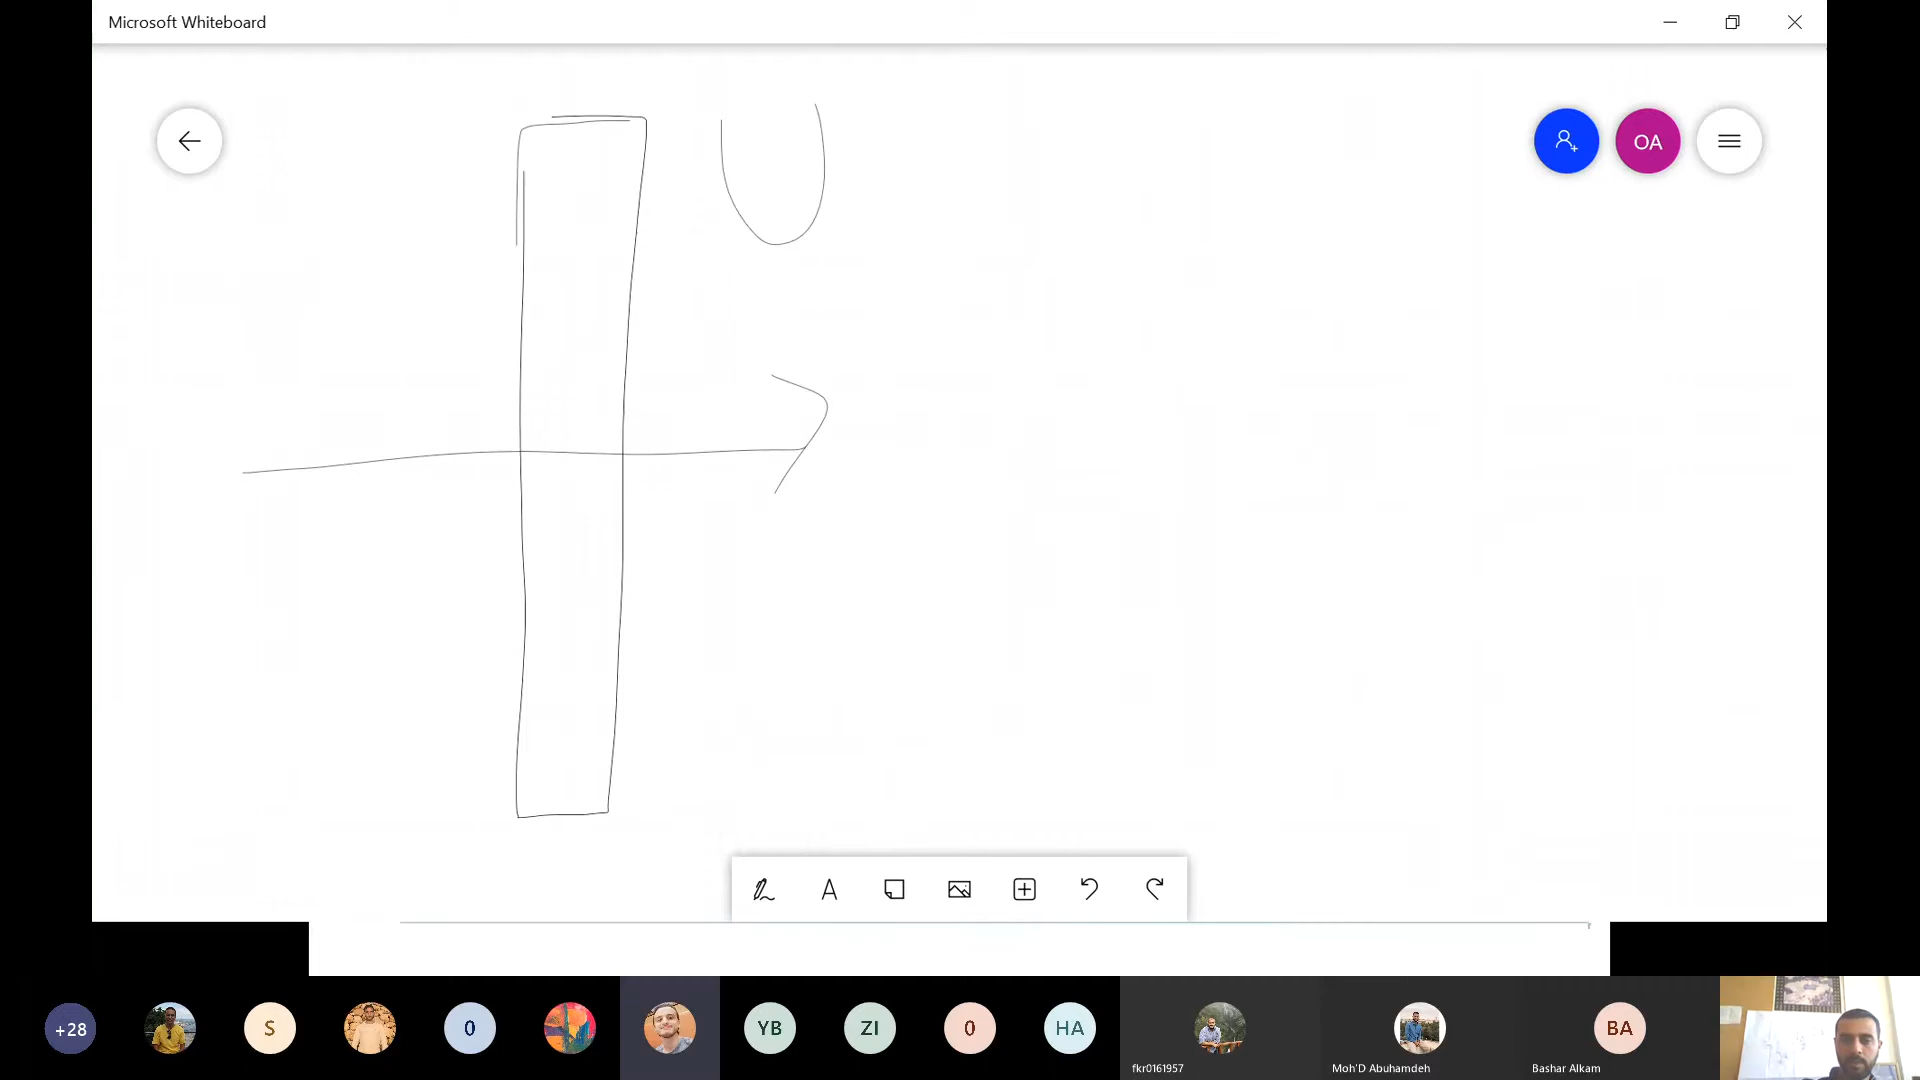 Microsoft Whiteboard
OA
U
A
+28
S
0
YB
ZI
0
HA
BA
fkr0161957
Moh'D Abuhamdeh
Bashar Alkam